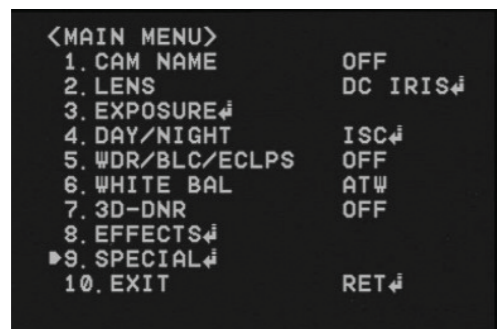 <MAIN MENU>
1. CAM NAME OFF
2. LENS DC IRIS↲
3. EXPOSURE↲
4. DAY/NIGHT ISC↲
5. WDR/BLC/ECLPS OFF
6. WHITE BAL ATW
7. 3D-DNR OFF
8. EFFECTS↲
9. SPECIAL↲
10. EXIT RET↲